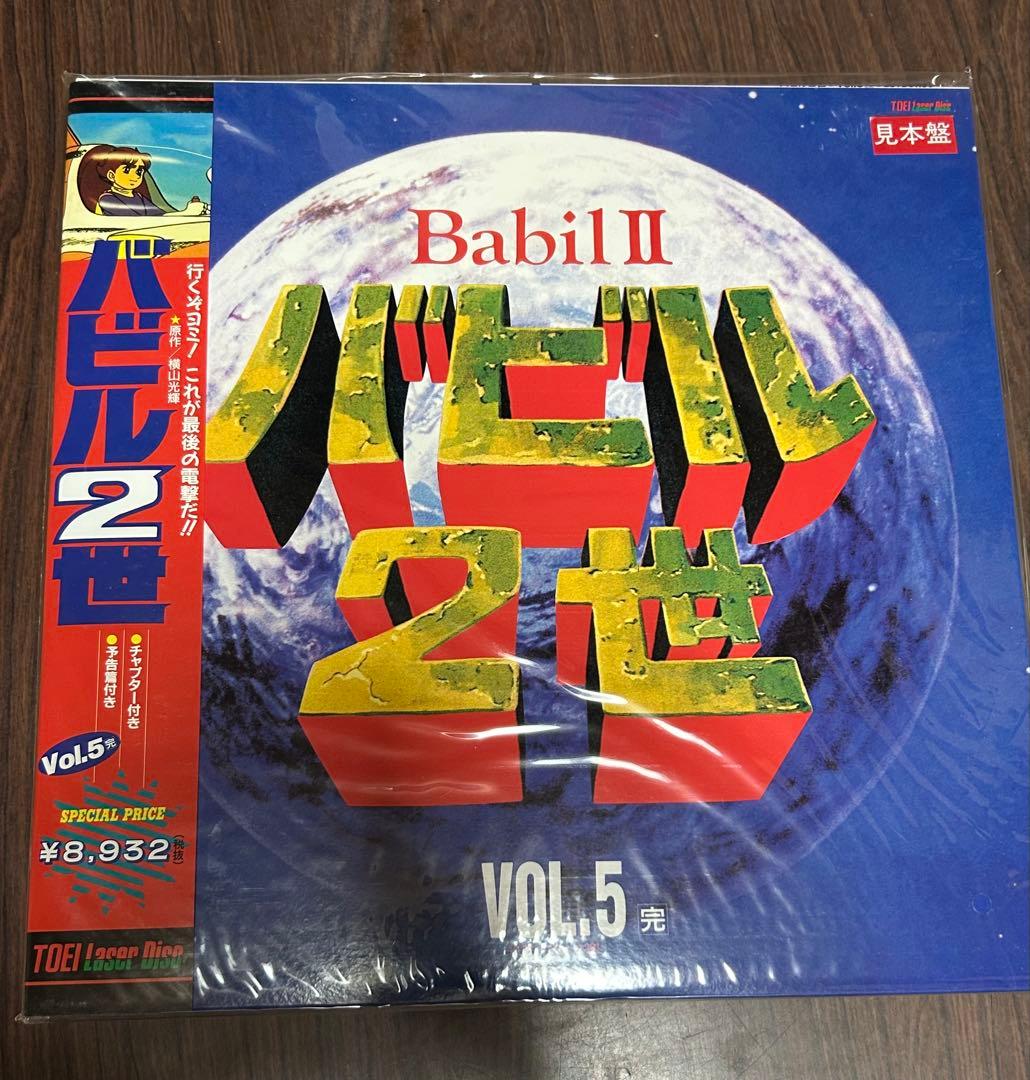 TOEI Laser Disc
見本盤
Babil II
バビル
2世
VOL.5 完
バビル2世
行くぞヨミ! これが最後の電撃だ!!
★原作/横山光輝
●チャプター付き
●予告篇付き
Vol.5 完
SPECIAL PRICE
¥8,932(税抜)
TOEI Laser Disc